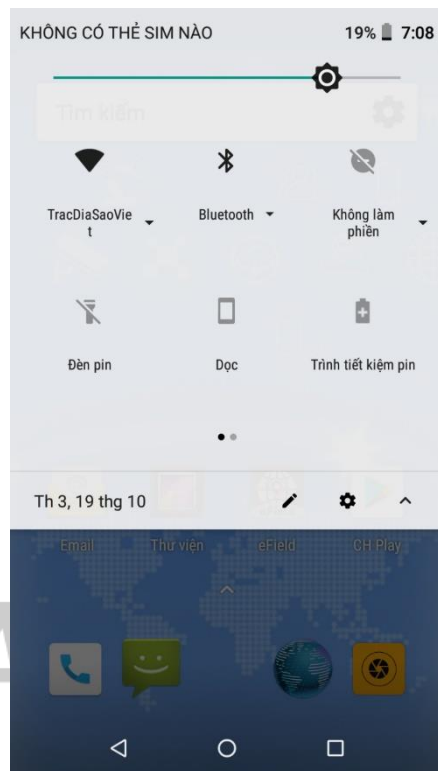 KHÔNG CÓ THẺ SIM NÀO 19% 7:08
Tìm kiếm
TracDiaSaoVie
t
Bluetooth
Không làm
phiền
Đèn pin
Dọc
Trình tiết kiệm pin
Th 3, 19 thg 10
Email Thư viện eField CH Play
A